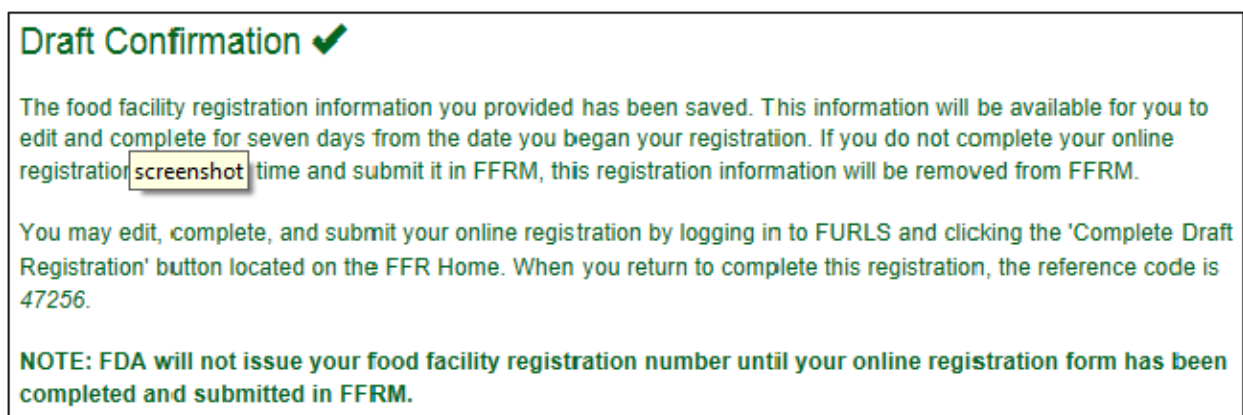 Draft Confirmation ✔
The food facility registration information you provided has been saved. This information will be available for you to
edit and complete for seven days from the date you began your registration. If you do not complete your online
registration screenshot time and submit it in FFRM, this registration information will be removed from FFRM.
You may edit, complete, and submit your online registration by logging in to FURLS and clicking the 'Complete Draft
Registration' button located on the FFR Home. When you return to complete this registration, the reference code is
47256.
NOTE: FDA will not issue your food facility registration number until your online registration form has been
completed and submitted in FFRM.